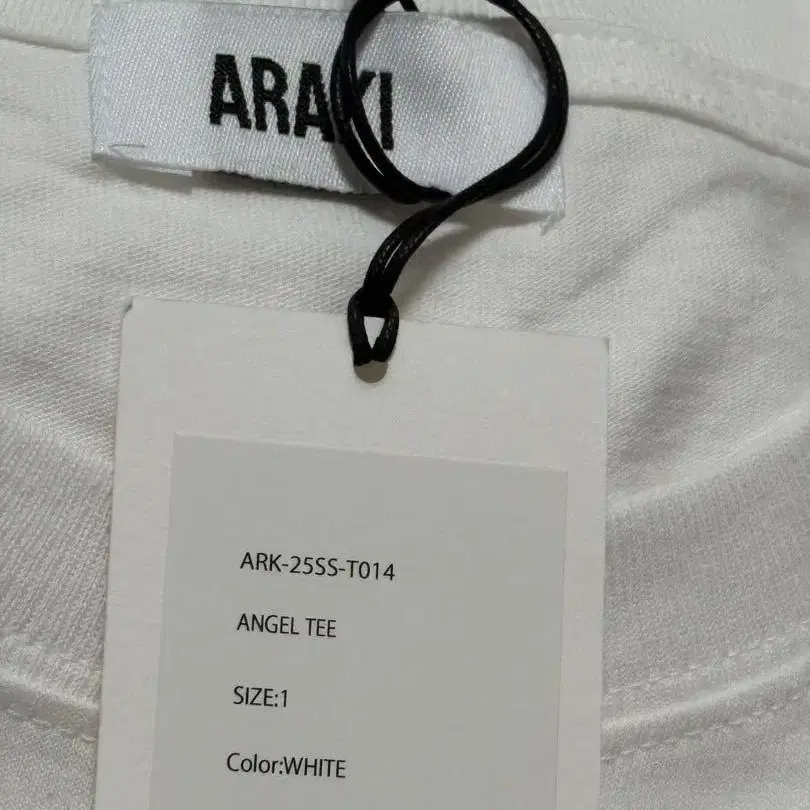 ARAKI
ARK-25SS-T014
ANGEL TEE
SIZE:1
Color:WHITE